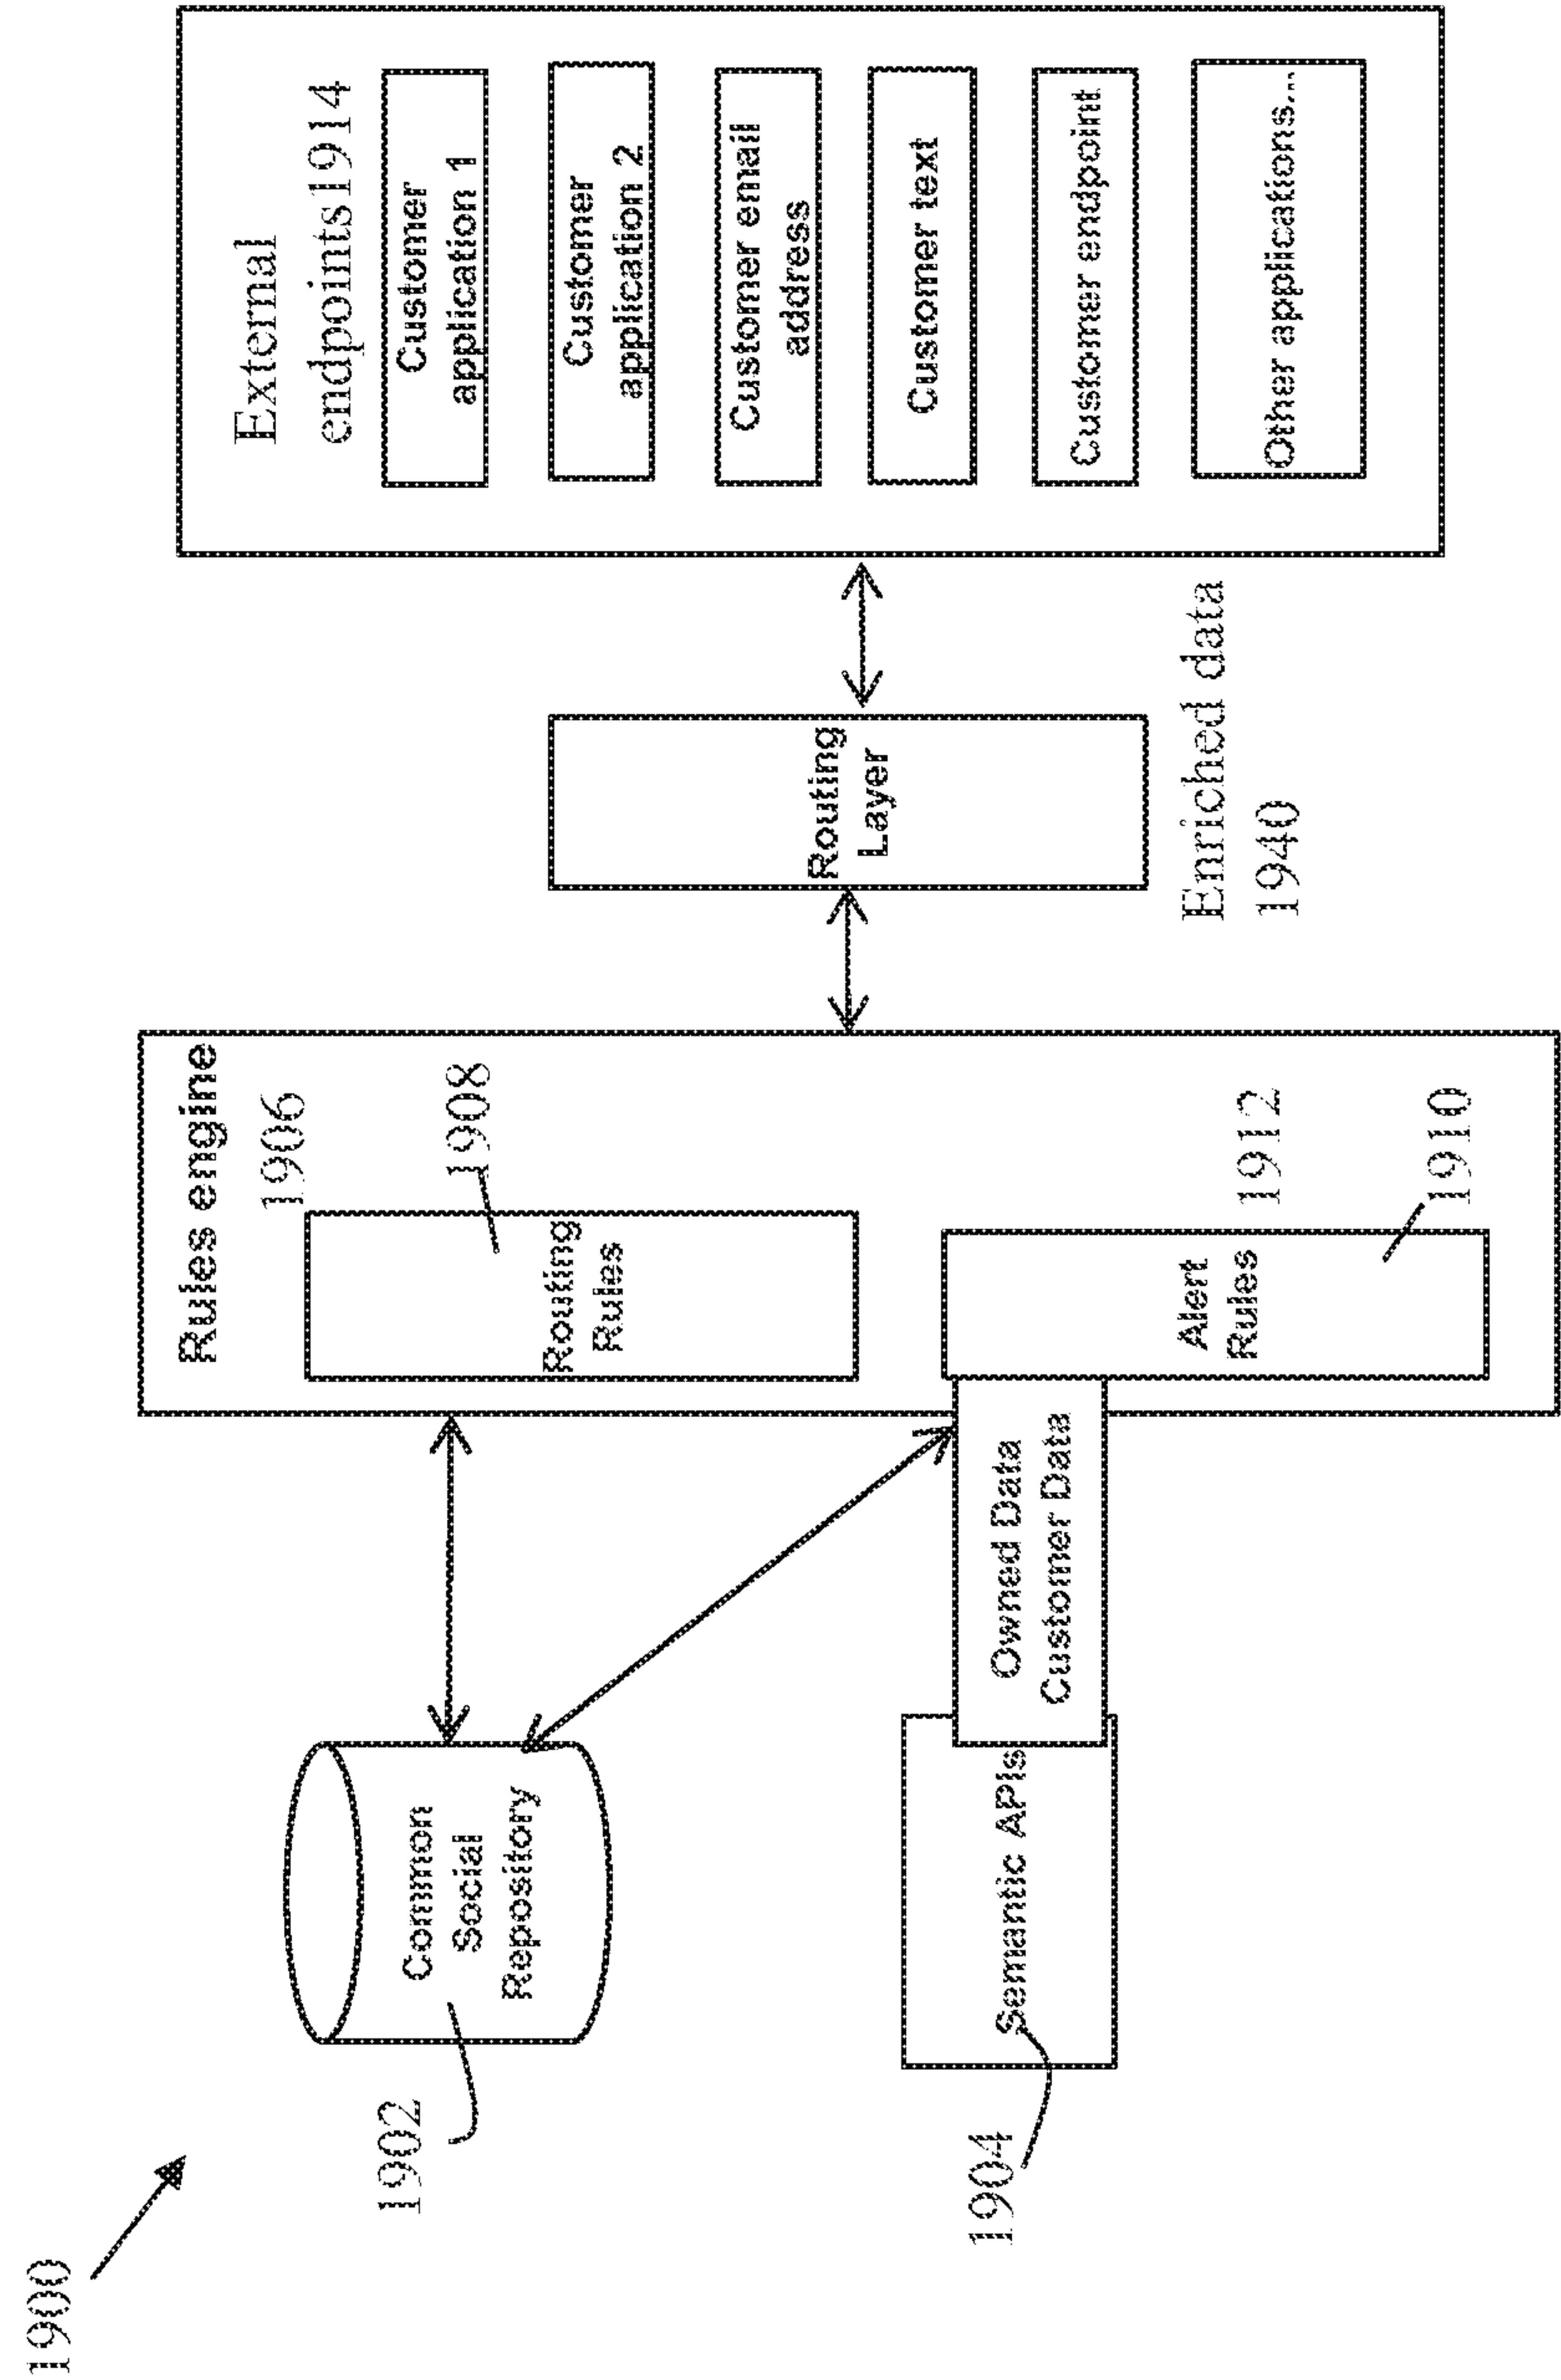 1900
1902
Common
Social
Repository
1904
Semantic APIs
Owned Data
Customer Data
Rules engine
1906
1908
Routing
Rules
1912
1910
Alert
Rules
Routing
Layer
Enriched data
1940
External
endpoints1914
Customer
application 1
Customer
application 2
Customer email
address
Customer text
Customer endpoint
Other applications...